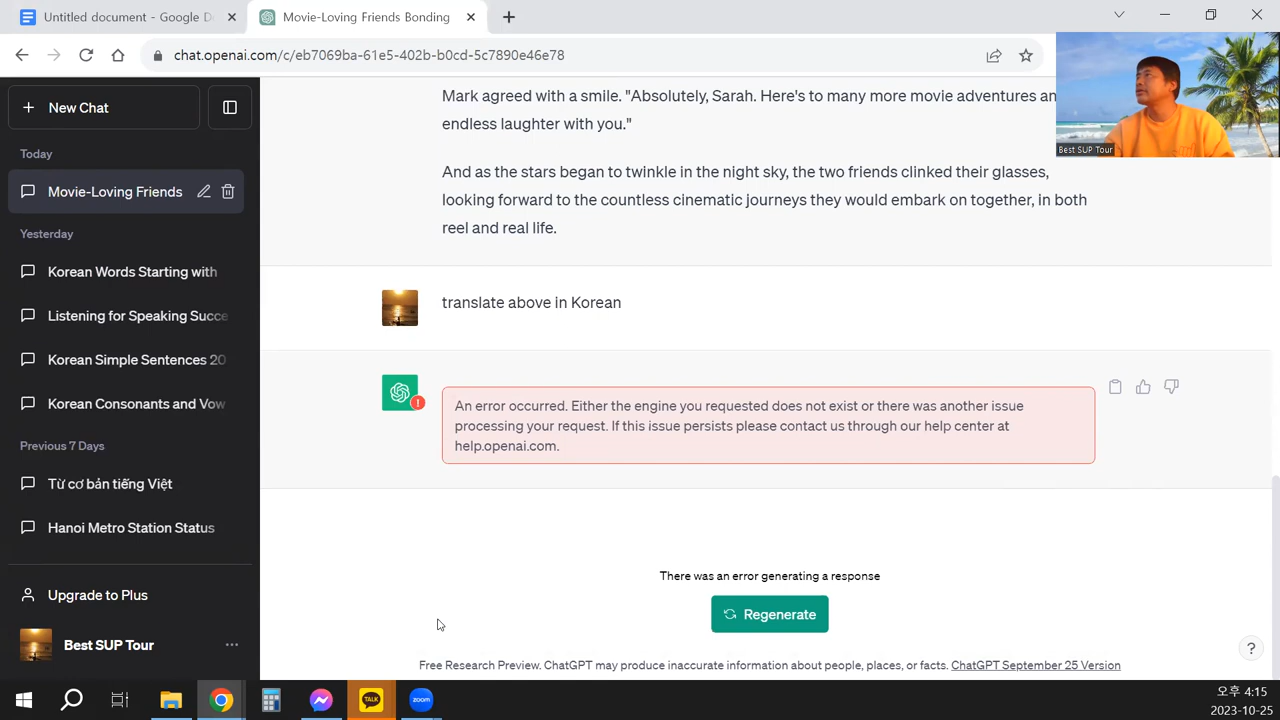 Untitled document - Google D
Movie-Loving Friends Bonding
chat.openai.com/c/eb7069ba-61e5-402b-b0cd-5c7890e46e78
Best SUP Tour
New Chat
Today
Movie-Loving Friends
Yesterday
Korean Words Starting with
Listening for Speaking Succe
Korean Simple Sentences 20
Korean Consonants and Vow
Previous 7 Days
Từ cơ bản tiếng Việt
Hanoi Metro Station Status
Upgrade to Plus
Best SUP Tour
Mark agreed with a smile. "Absolutely, Sarah. Here's to many more movie adventures an
endless laughter with you."
And as the stars began to twinkle in the night sky, the two friends clinked their glasses,
looking forward to the countless cinematic journeys they would embark on together, in both
reel and real life.
translate above in Korean
!
An error occurred. Either the engine you requested does not exist or there was another issue
processing your request. If this issue persists please contact us through our help center at
help.openai.com.
There was an error generating a response
Regenerate
Free Research Preview. ChatGPT may produce inaccurate information about people, places, or facts. ChatGPT September 25 Version
?
TALK
zoom
오후 4:15
2023-10-25